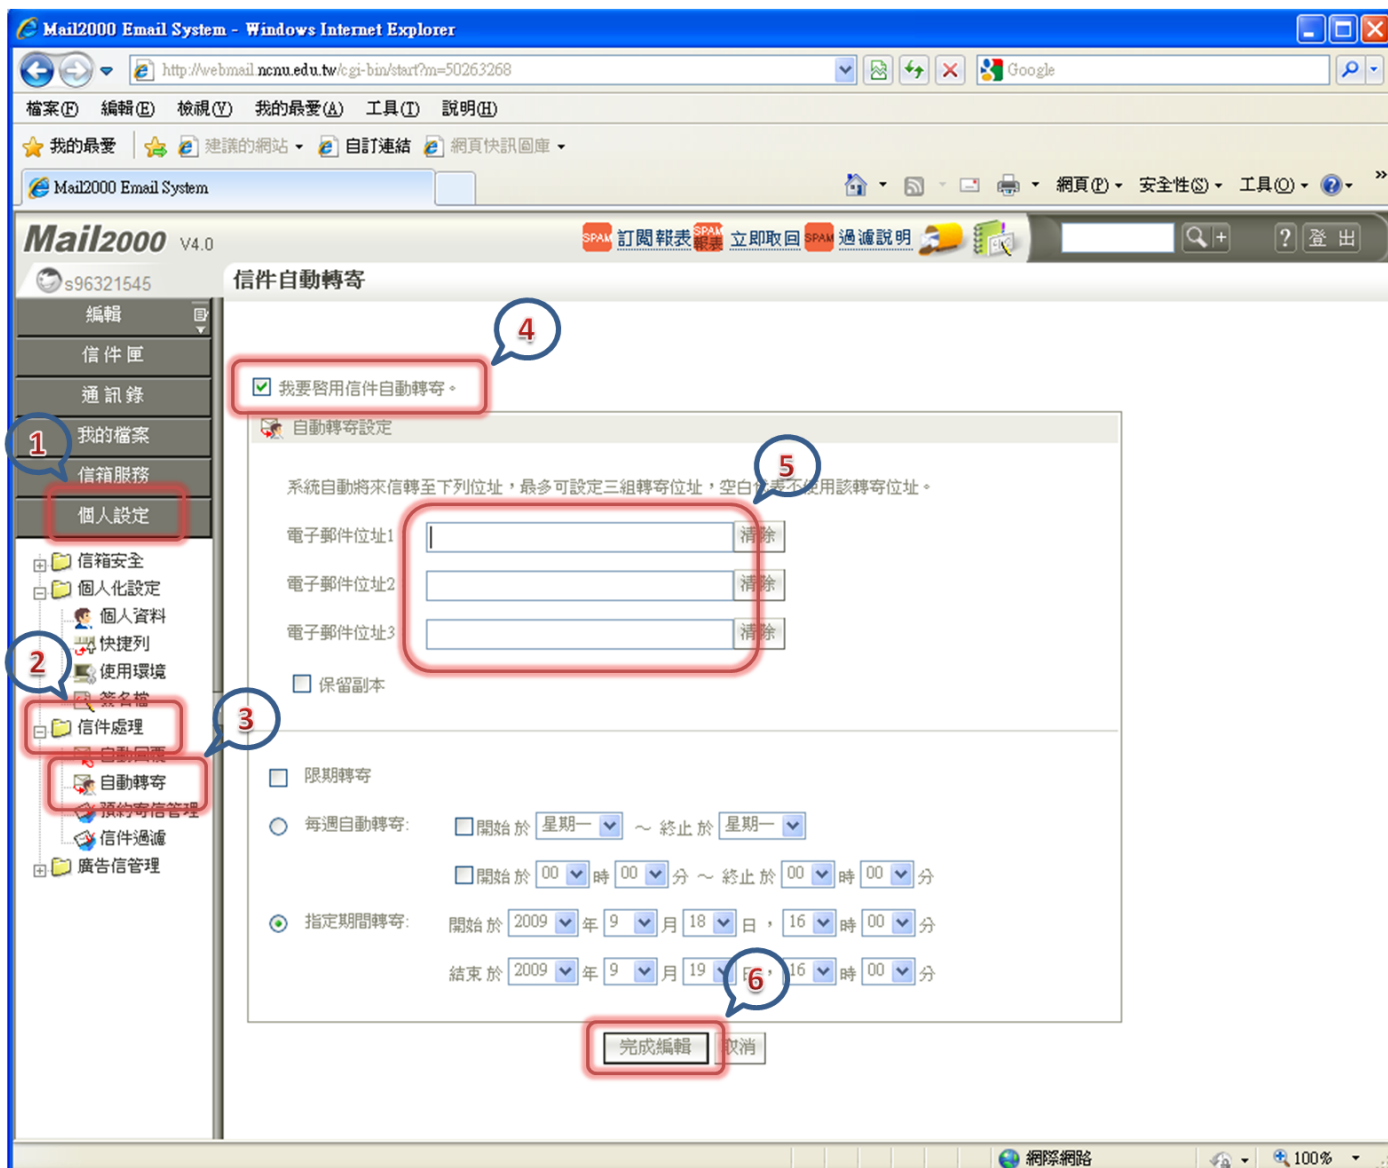 Mail2000 Email System - Windows Internet Explorer
http://webmail.ncnu.edu.tw/cgi-bin/start?m=50263268
Google
檔案(F) 編輯(E) 檢視(V) 我的最愛(A) 工具(T) 說明(H)
我的最愛 建議的網站 自訂連結 網頁快訊圖庫
Mail2000 Email System
網頁(P) 安全性(S) 工具(O) »
Mail2000 V4.0
SPAM 訂閱報表 SPAM報表 立即取回 SPAM 過濾說明
? 登出
s96321545
信件自動轉寄
編輯
信件匣
通訊錄
我的檔案
信箱服務
個人設定
信箱安全
個人化設定
個人資料
快捷列
使用環境
簽名檔
信件處理
自動回覆
自動轉寄
預約寄信管理
信件過濾
廣告信管理
1
2
3
4
我要啓用信件自動轉寄。
自動轉寄設定
5
系統自動將來信轉至下列位址，最多可設定三組轉寄位址，空白代表不使用該轉寄位址。
電子郵件位址1 清除
電子郵件位址2 清除
電子郵件位址3 清除
保留副本
限期轉寄
每週自動轉寄: 開始於 星期一 ～ 終止於 星期一
開始於 00 時 00 分 ～ 終止於 00 時 00 分
指定期間轉寄: 開始於 2009 年 9 月 18 日， 16 時 00 分
結束於 2009 年 9 月 19 日， 16 時 00 分
6
完成編輯 取消
網際網路 100%